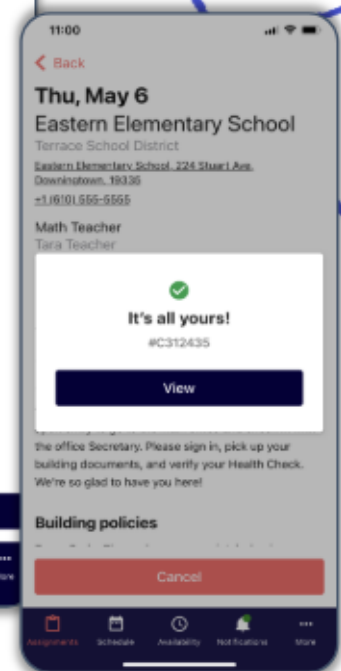 11:00
Back
Thu, May 6
Eastern Elementary School
Terrace School District
Eastern Elementary School, 224 Stuart Ave.
Downingtown, 19335
+1 (610) 555-5555
Math Teacher
Tara Teacher
It's all yours!
#C312435
View
the office Secretary. Please sign in, pick up your
building documents, and verify your Health Check.
We're so glad to have you here!
Building policies
Cancel
Assignments Schedule Availability Notifications More